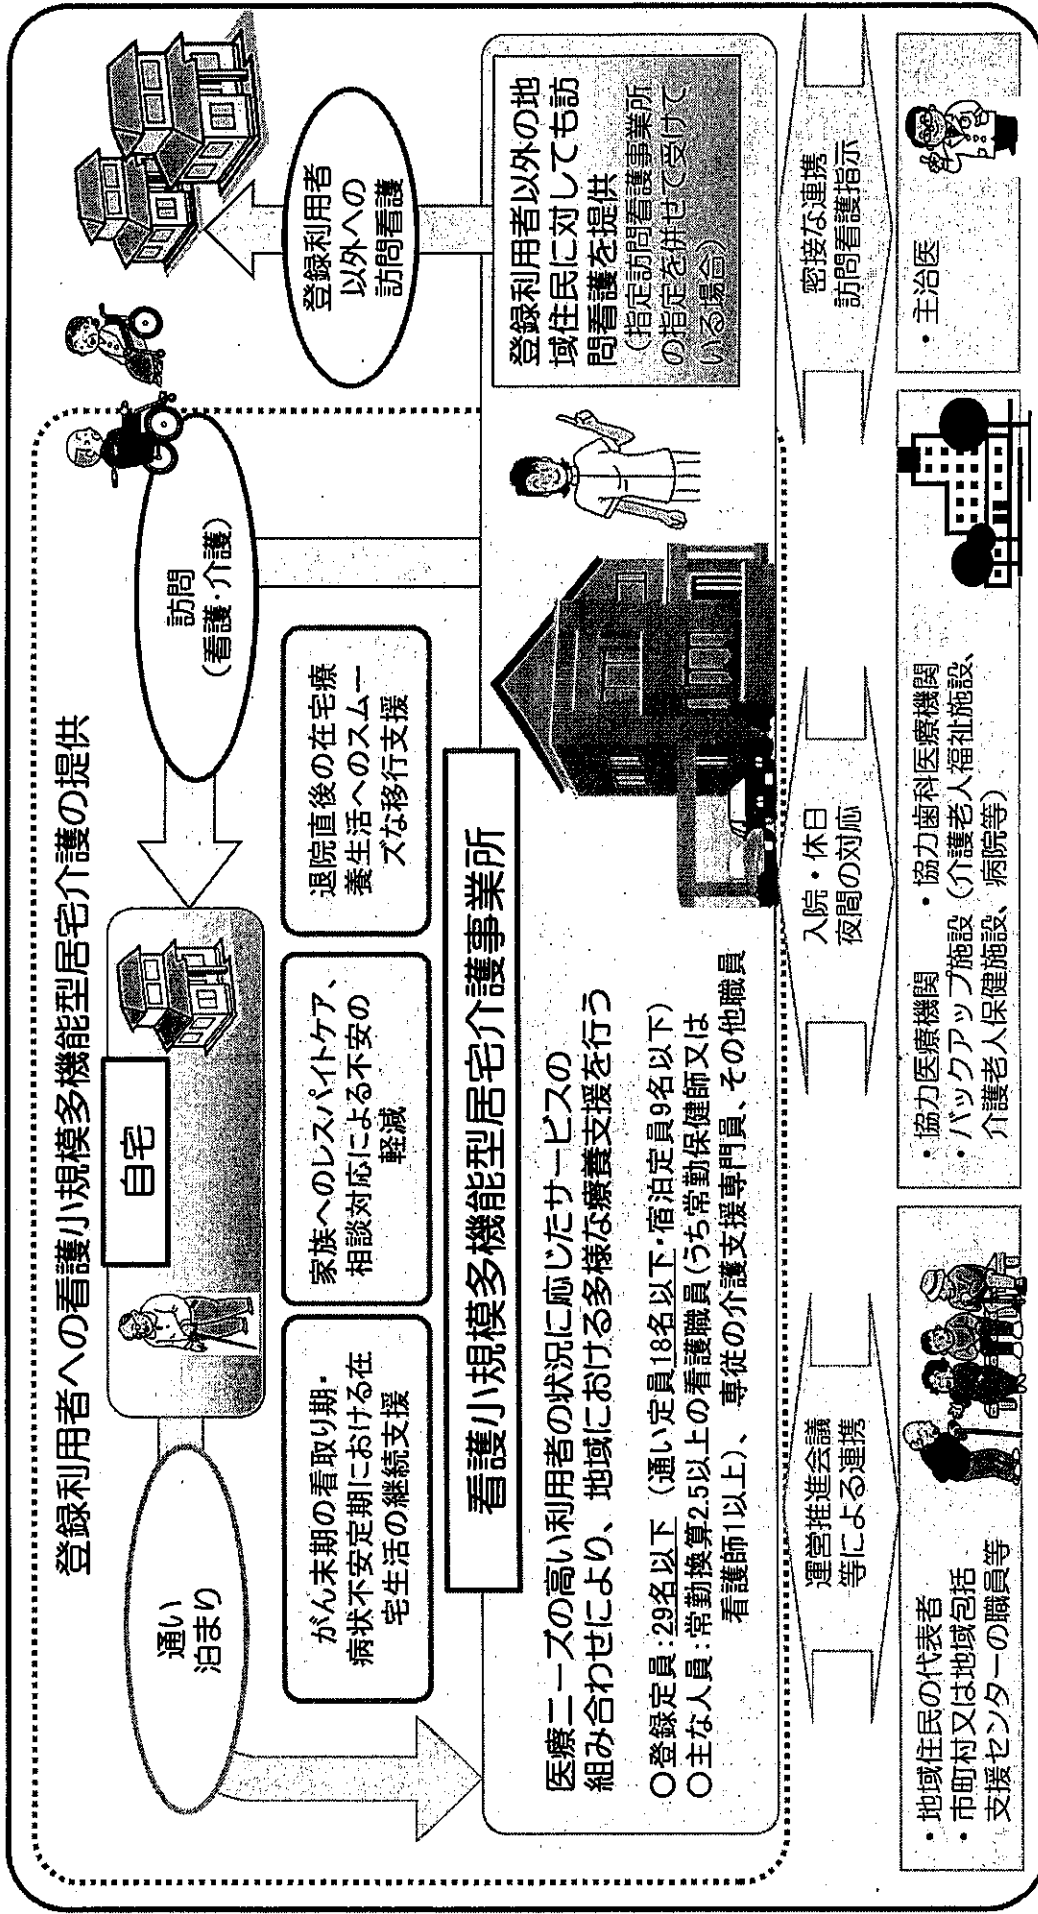 登録利用者への看護小規模多機能型居宅介護の提供
通い
泊まり
自宅
訪問
(看護・介護)
登録利用者
以外への
訪問看護
がん末期の看取り期・
病状不安定期における在
宅生活の継続支援
家族へのレスパイトケア、
相談対応による不安の
軽減
退院直後の在宅療
養生活へのスムー
ズな移行支援
看護小規模多機能型居宅介護事業所
医療ニーズの高い利用者の状況に応じたサービスの
組み合わせにより、地域における多様な療養支援を行う
○登録定員:29名以下(通い定員18名以下・宿泊定員9名以下)
○主な人員:常勤換算2.5以上の看護職員(うち常勤保健師又は
看護師1以上)、専従の介護支援専門員、その他職員
登録利用者以外の地
域住民に対しても訪
問看護を提供
(指定訪問看護事業所
の指定を併せて受けて
いる場合)
運営推進会議
等による連携
入院・休日
夜間の対応
密接な連携
訪問看護指示
・地域住民の代表者
・市町村又は地域包括
支援センターの職員等
・協力医療機関 ・協力歯科医療機関
・バックアップ施設(介護老人福祉施設、
介護老人保健施設、病院等)
・主治医